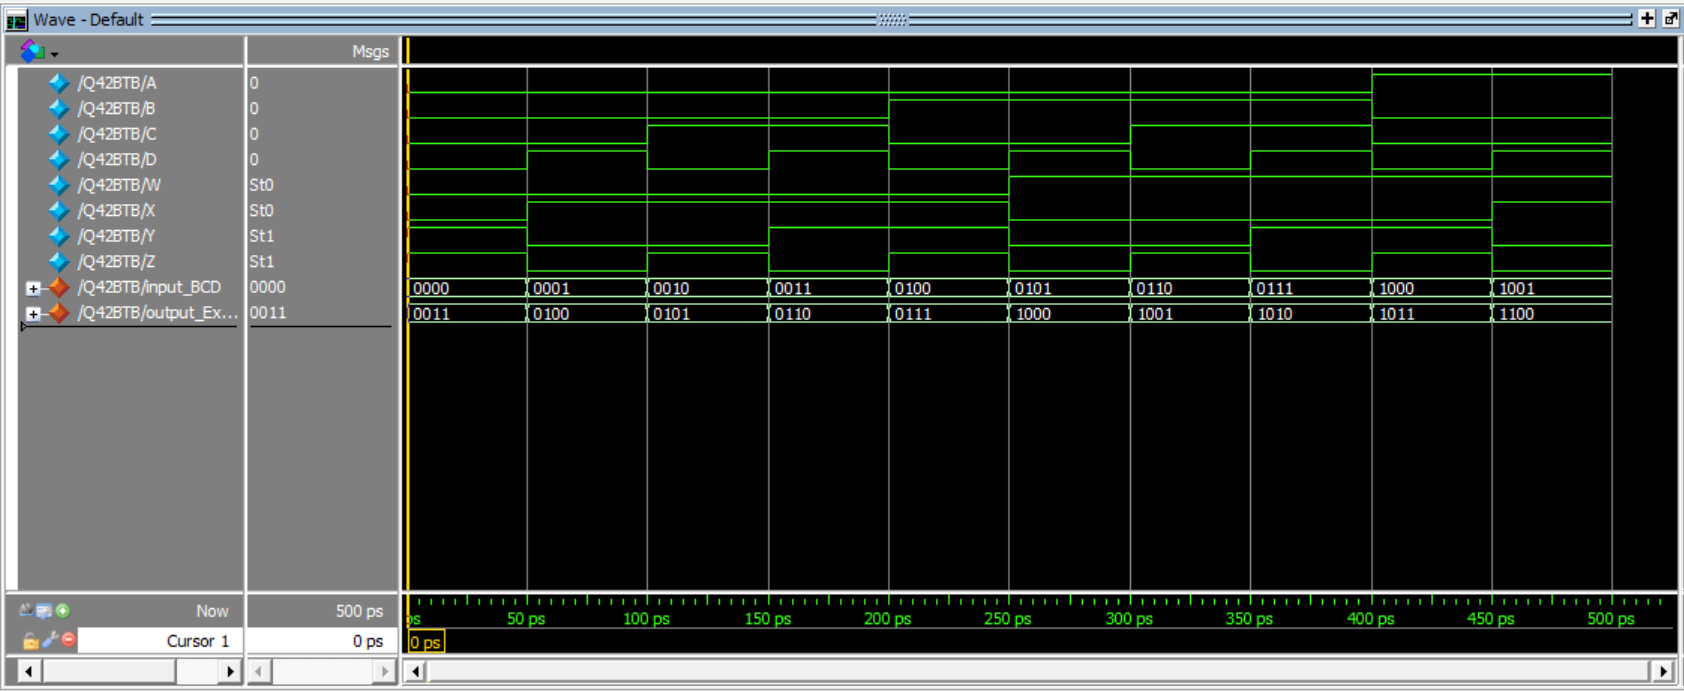 Wave - Default
Msgs
/Q42BTB/A 0
/Q42BTB/B 0
/Q42BTB/C 0
/Q42BTB/D 0
/Q42BTB/W St0
/Q42BTB/X St0
/Q42BTB/Y St1
/Q42BTB/Z St1
/Q42BTB/input_BCD 0000 0000 0001 0010 0011 0100 0101 0110 0111 1000 1001
/Q42BTB/output_Ex... 0011 0011 0100 0101 0110 0111 1000 1001 1010 1011 1100
Now 500 ps ps 50 ps 100 ps 150 ps 200 ps 250 ps 300 ps 350 ps 400 ps 450 ps 500 ps
Cursor 1 0 ps 0 ps